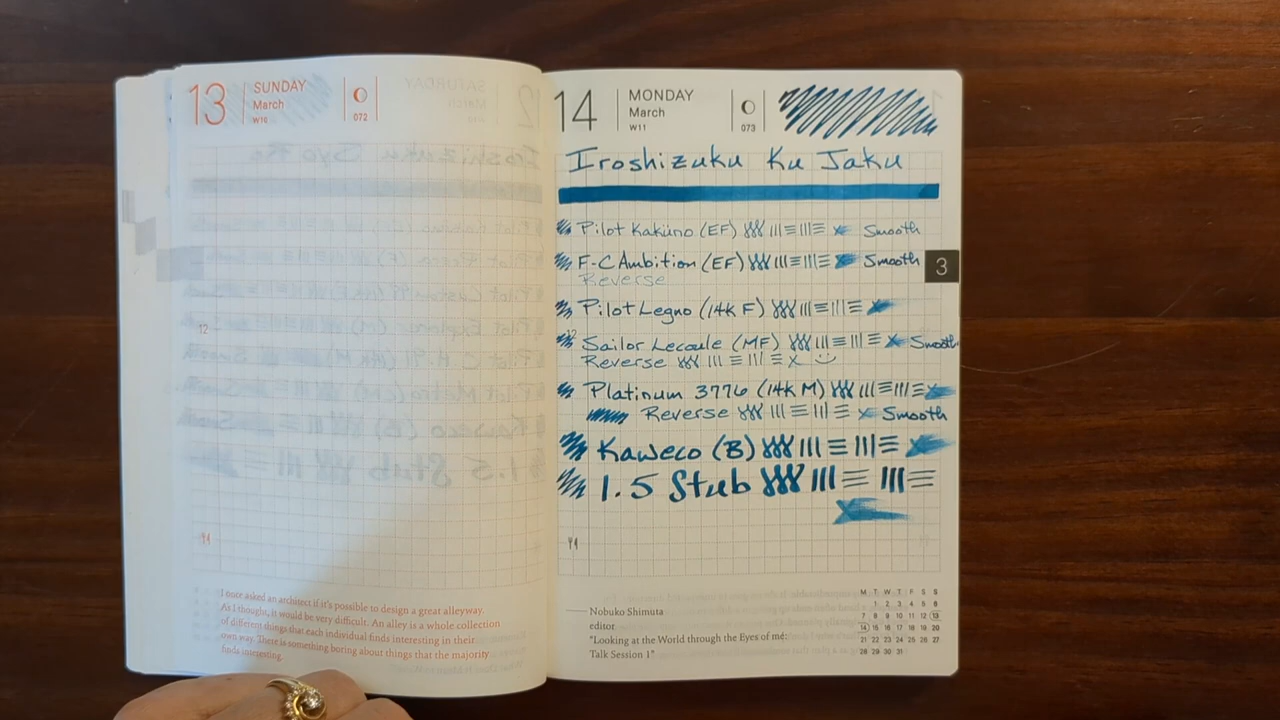 13
SUNDAY
March
W10
072
12
I once asked an architect if it's possible to design a great alleyway.
As I thought, it would be very difficult. An alley is a whole collection
of different things that each individual finds interesting in their
own way. There is something boring about things that the majority
finds interesting.
14
MONDAY
March
W11
073
Iroshizuku Ku Jaku
Pilot Kaküno (EF) Smooth
F-C Ambition (EF) Smooth
Reverse
3
Pilot Legno (14k F)
12
Sailor Lecoule (MF) Smooth
Reverse
Platinum 3776 (14k M)
Reverse Smooth
Kaweco (B)
1.5 Stub
Nobuko Shimuta
editor
"Looking at the World through the Eyes of me:
Talk Session 1"
M T W T F S S
1 2 3 4 5 6
7 8 9 10 11 12 13
14 15 16 17 18 19 20
21 22 23 24 25 26 27
28 29 30 31